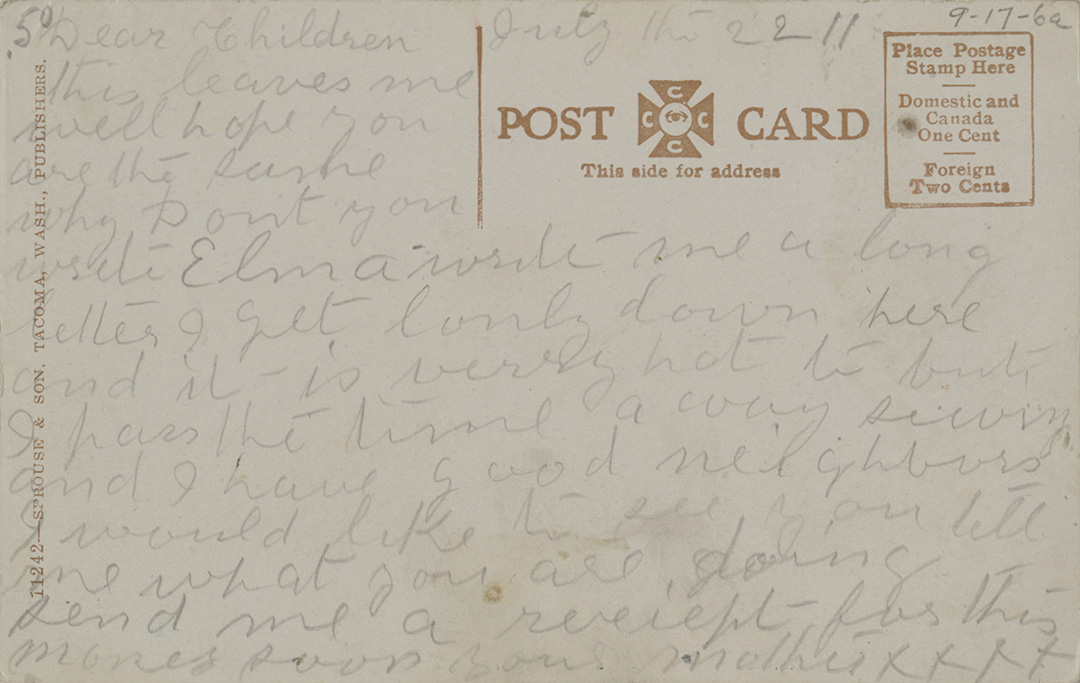 50
9-17-6a
July the 22 11
Dear Children
this leaves me
well hope you
are the same
why Dont you
write Elma write me a long
letter I get lonly down here
and it is verry hot to but
I pass the time a way sewing
and I have good neighbours
I would like to see you tell
me what you are doing
send me a reveiept for this
money soon your mother x x x x
POST CARD
C C C C
This side for address
Place Postage
Stamp Here
Domestic and
Canada
One Cent
Foreign
Two Cents
11242—SPROUSE & SON, TACOMA, WASH., PUBLISHERS.